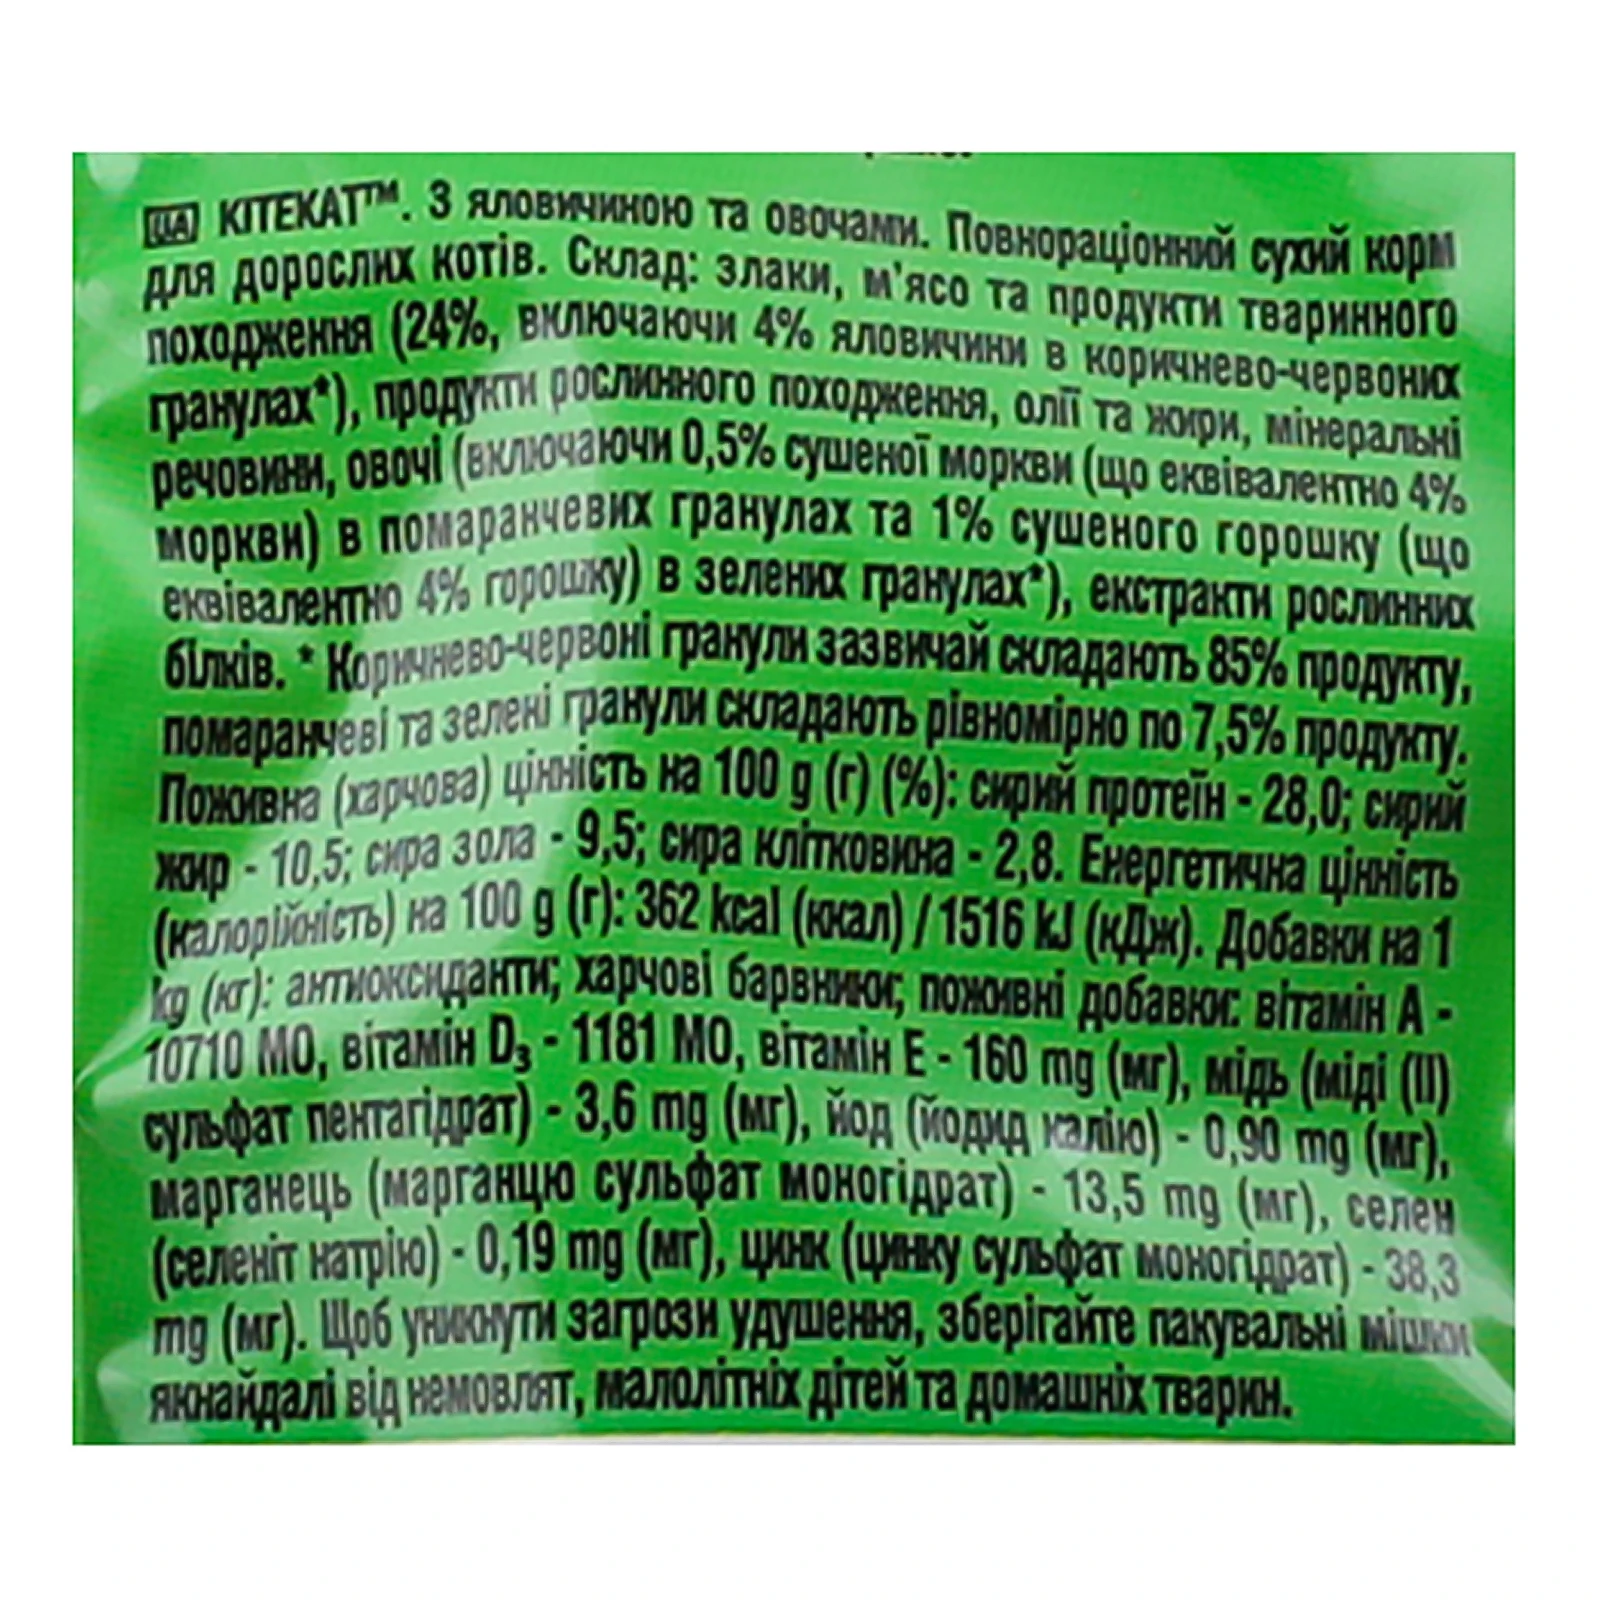 UA КІТЕКАТ™. З яловичиною та овочами. Повнораціонний сухий корм
для дорослих котів. Склад: злаки, м'ясо та продукти тваринного
походження (24%, включаючи 4% яловичини в коричнево-червоних
гранулах*), продукти рослинного походження, олії та жири, мінеральні
речовини, овочі (включаючи 0,5% сушеної моркви (що еквівалентно 4%
моркви) в помаранчевих гранулах та 1% сушеного горошку (що
еквівалентно 4% горошку) в зелених гранулах*), екстракти рослинних
білків. * Коричнево-червоні гранули зазвичай складають 85% продукту,
помаранчеві та зелені гранули складають рівномірно по 7,5% продукту.
Поживна (харчова) цінність на 100 g (г) (%): сирий протеїн - 28,0; сирий
жир - 10,5; сира зола - 9,5; сира клітковина - 2,8. Енергетична цінність
(калорійність) на 100 g (г): 362 kcal (ккал) / 1516 kJ (кДж). Добавки на 1
kg (кг): антиоксиданти; харчові барвники; поживні добавки: вітамін А -
10710 МО, вітамін D₃ - 1181 МО, вітамін Е - 160 mg (мг), мідь (міді (II)
сульфат пентагідрат) - 3,6 mg (мг), йод (йодид калію) - 0,90 mg (мг),
марганець (марганцю сульфат моногідрат) - 13,5 mg (мг), селен
(селеніт натрію) - 0,19 mg (мг), цинк (цинку сульфат моногідрат) - 38,3
mg (мг). Щоб уникнути загрози удушення, зберігайте пакувальні мішки
якнайдалі від немовлят, малолітніх дітей та домашніх тварин.